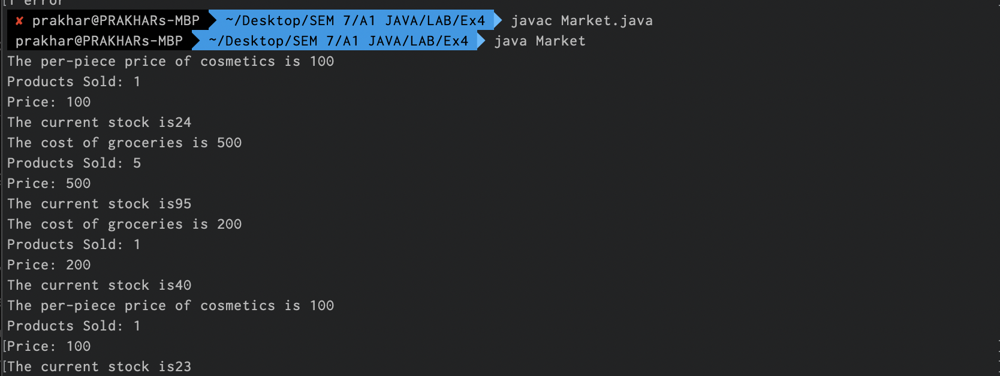 [1 error
✘ prakhar@PRAKHARs-MBP ~/Desktop/SEM 7/A1 JAVA/LAB/Ex4 javac Market.java
prakhar@PRAKHARs-MBP ~/Desktop/SEM 7/A1 JAVA/LAB/Ex4 java Market
The per-piece price of cosmetics is 100
Products Sold: 1
Price: 100
The current stock is24
The cost of groceries is 500
Products Sold: 5
Price: 500
The current stock is95
The cost of groceries is 200
Products Sold: 1
Price: 200
The current stock is40
The per-piece price of cosmetics is 100
Products Sold: 1
[Price: 100
[The current stock is23